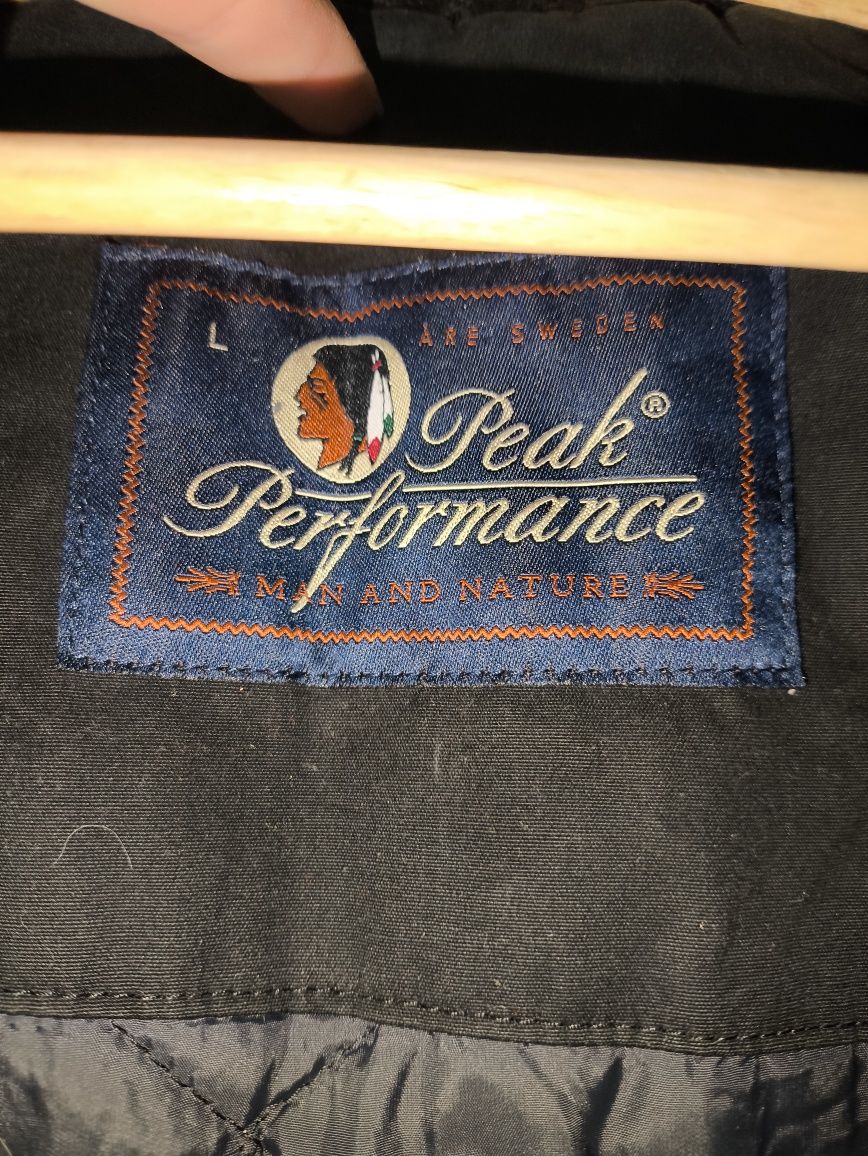 L
ÅRE SWEDEN
Peak®
Performance
MAN AND NATURE